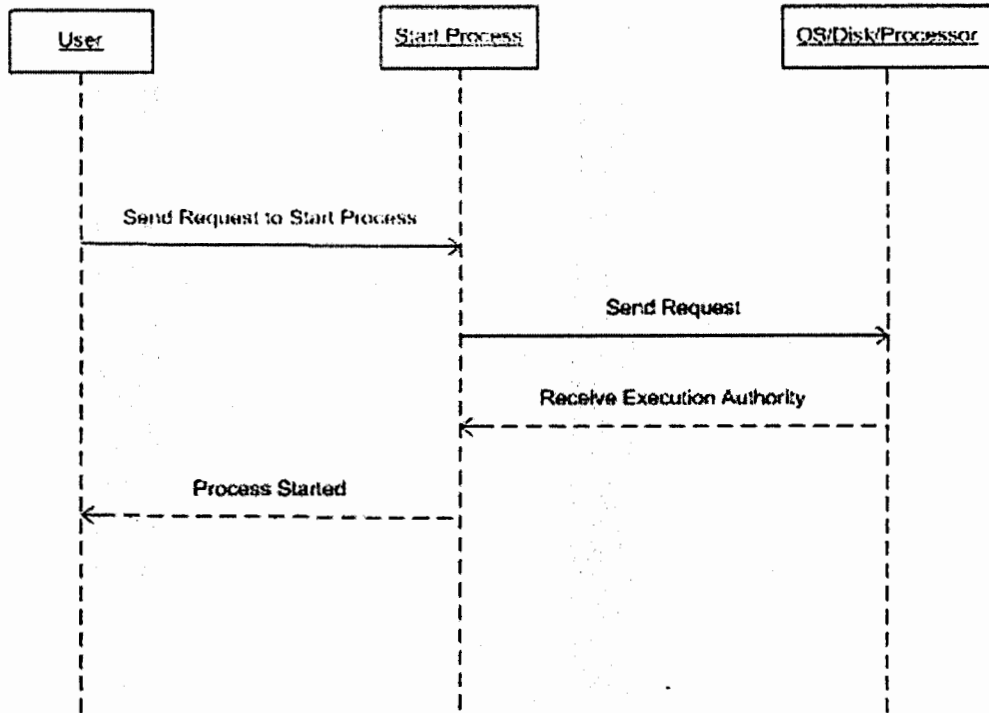 User
Start Process
OS/Disk/Processor
Send Request to Start Process
Send Request
Receive Execution Authority
Process Started